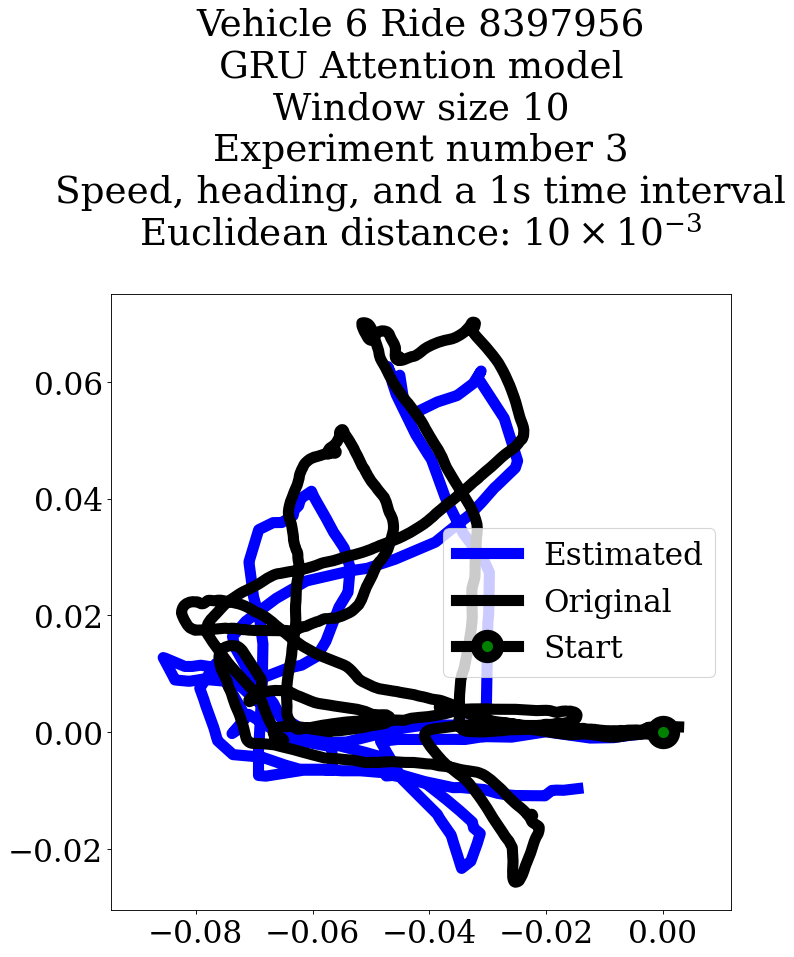 Vehicle 6 Ride 8397956
GRU Attention model
Window size 10
Experiment number 3
Speed, heading, and a 1s time interval
Euclidean distance: 10 × 10⁻³
0.06
0.04
0.02
0.00
−0.02
Estimated
Original
Start
−0.08 −0.06 −0.04 −0.02 0.00